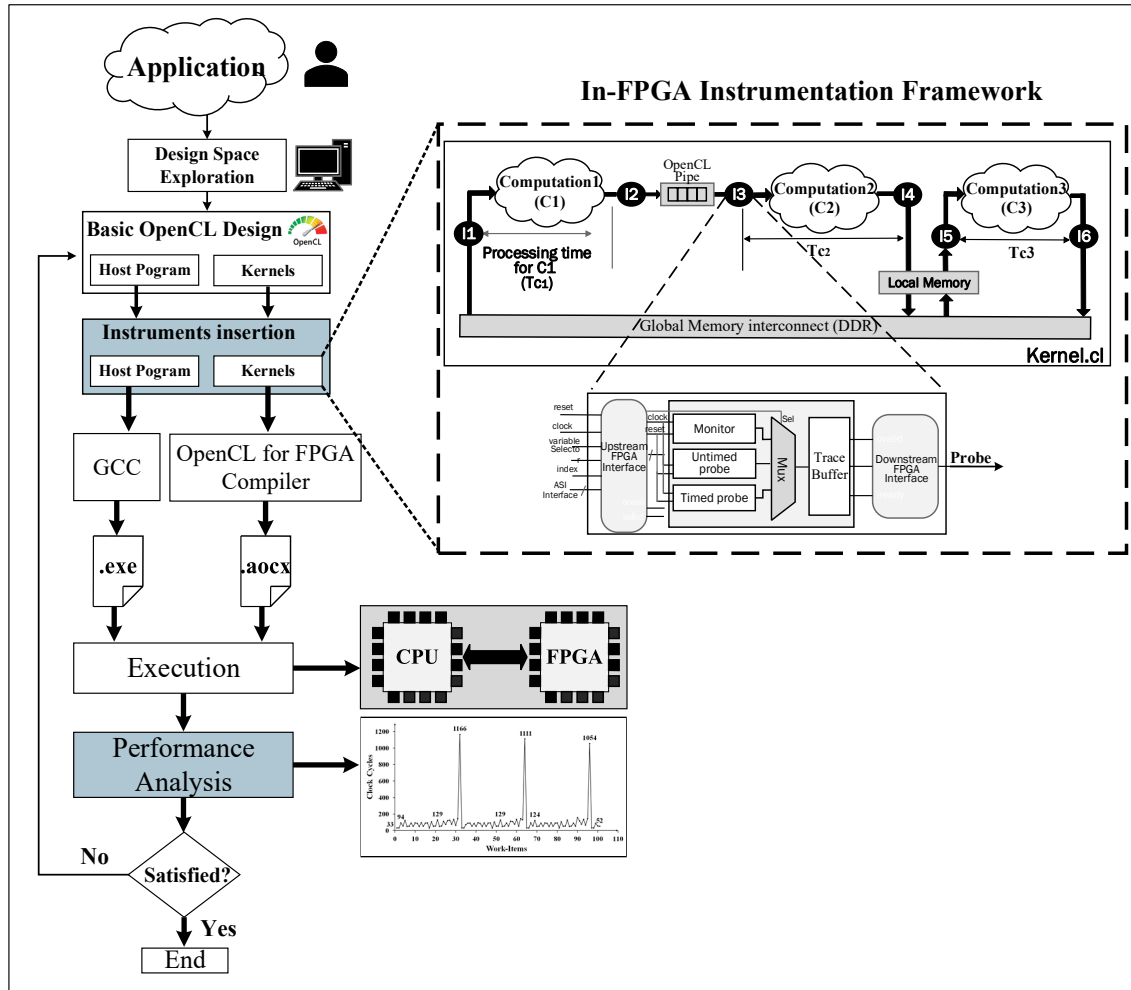 Application
Design Space
Exploration
Basic OpenCL Design
OpenCL
Host Pogram
Kernels
Instruments insertion
Host Pogram
Kernels
GCC
OpenCL for FPGA
Compiler
.exe
.aocx
Execution
CPU
FPGA
Performance
Analysis
Clock Cycles
1200
1000
800
600
400
200
0
33
94
129
1166
129
1111
124
1054
52
0 10 20 30 40 50 60 70 80 90 100 110
Work-Items
Satisfied?
No
Yes
End
In-FPGA Instrumentation Framework
Computation1
(C1)
I1
I2
OpenCL
Pipe
I3
Computation2
(C2)
I4
I5
Computation3
(C3)
I6
Processing time
for C1
(Tc1)
Tc2
Tc3
Local Memory
Global Memory interconnect (DDR)
Kernel.cl
reset
clock
variable
Selecto
r
index
ASI
Interface
Upstream
FPGA
Interface
clock
reset
Monitor
Untimed
probe
Timed probe
Sel
Mux
Trace
Buffer
Downstream
FPGA
Interface
Probe